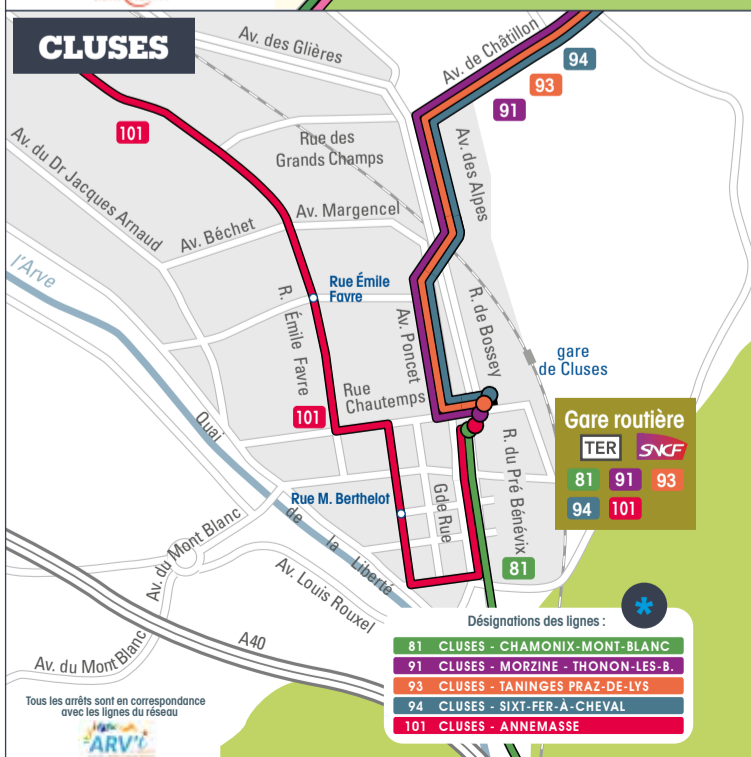 CLUSES
Av. des Glières
Av. de Châtillon
94
93
91
101
Rue des
Grands Champs
Av. des Alpes
Av. du Dr Jacques Arnaud
Av. Margencel
Av. Béchet
l'Arve
Rue Émile
Favre
R. Émile Favre
Av. Poncet
R. de Bossey
gare
de Cluses
Rue
Chautemps
101
Gare routière
TER SNCF
81 91 93
94 101
Quai de la Liberté
Rue M. Berthelot
Gde Rue
R. du Pré Bénévix
81
Av. du Mont Blanc
Av. Louis Rouxel
A40
Av. du Mont Blanc
*
Désignations des lignes :
81 CLUSES - CHAMONIX-MONT-BLANC
91 CLUSES - MORZINE - THONON-LES-B.
93 CLUSES - TANINGES PRAZ-DE-LYS
94 CLUSES - SIXT-FER-À-CHEVAL
101 CLUSES - ANNEMASSE
Tous les arrêts sont en correspondance
avec les lignes du réseau
ARV'i